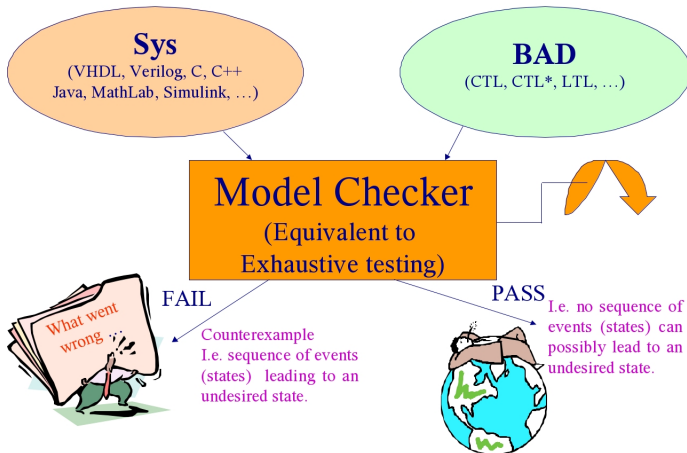 Sys
(VHDL, Verilog, C, C++
Java, MathLab, Simulink, …)
BAD
(CTL, CTL*, LTL, …)
Model Checker
(Equivalent to
Exhaustive testing)
FAIL
What went
wrong
Counterexample
I.e. sequence of events
(states) leading to an
undesired state.
PASS
I.e. no sequence of
events (states) can
possibly lead to an
undesired state.